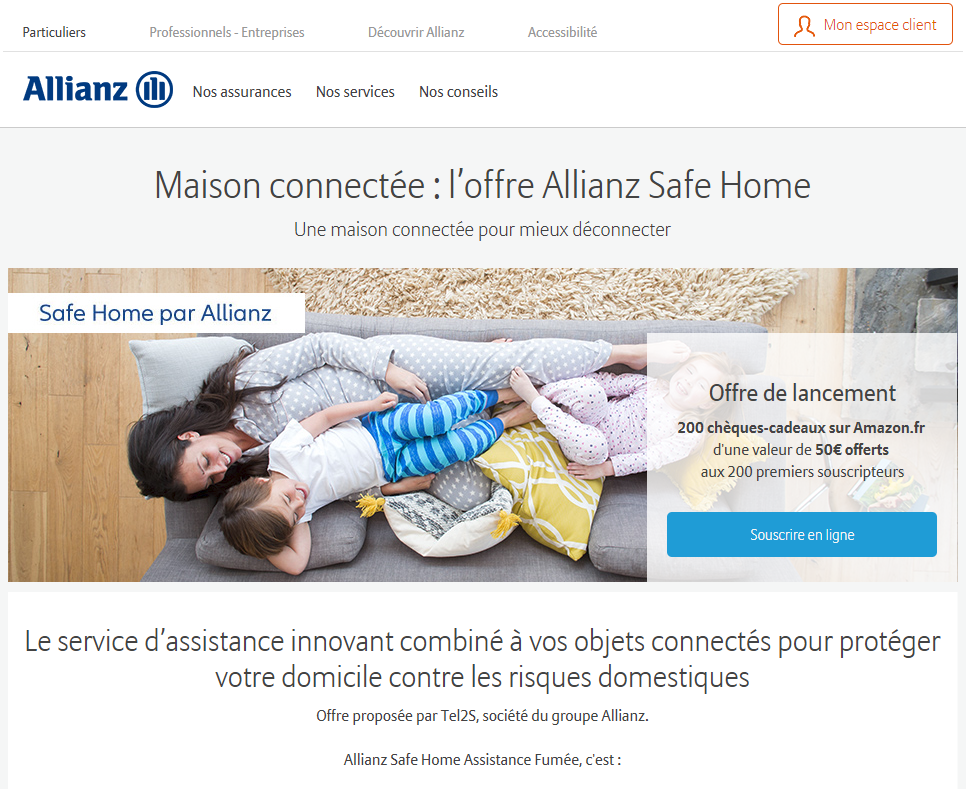 Particuliers
Professionnels - Entreprises
Découvrir Allianz
Accessibilité
Mon espace client
Allianz
Nos assurances
Nos services
Nos conseils
Maison connectée : l’offre Allianz Safe Home
Une maison connectée pour mieux déconnecter
Safe Home par Allianz
Offre de lancement
200 chèques-cadeaux sur Amazon.fr
d'une valeur de 50€ offerts
aux 200 premiers souscripteurs
Souscrire en ligne
Le service d’assistance innovant combiné à vos objets connectés pour protéger
votre domicile contre les risques domestiques
Offre proposée par Tel2S, société du groupe Allianz.
Allianz Safe Home Assistance Fumée, c'est :